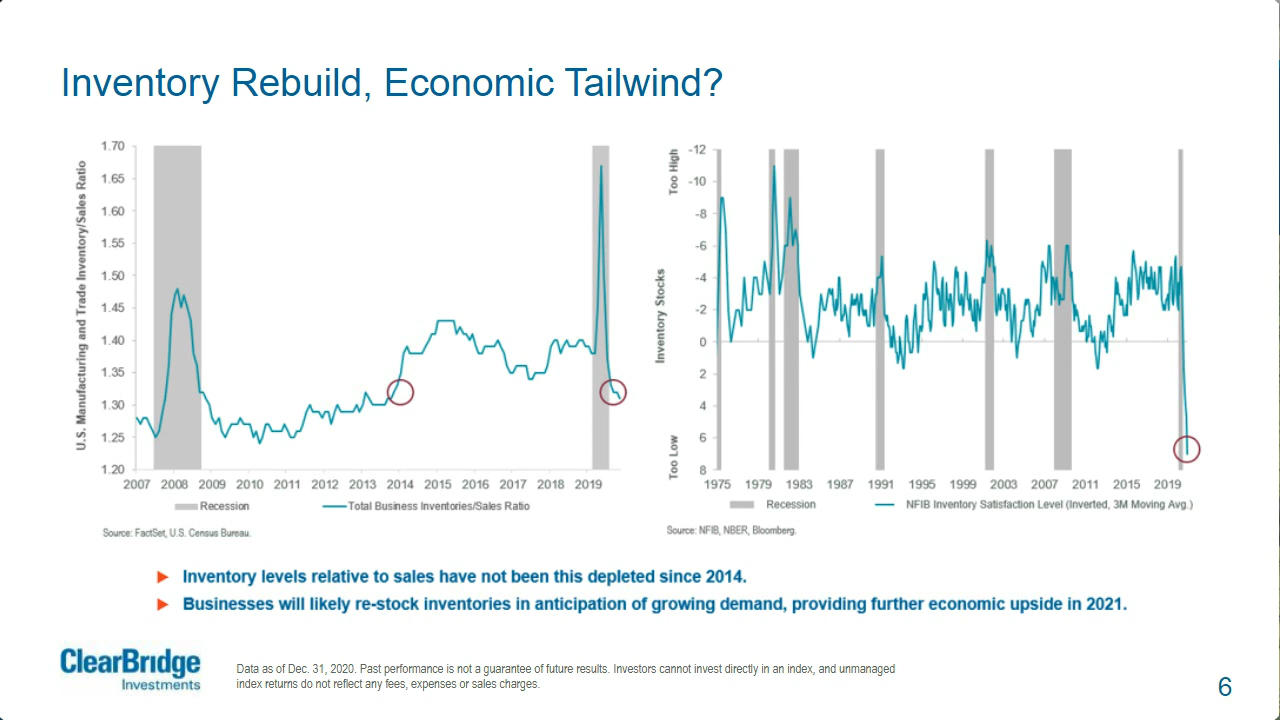 Inventory Rebuild, Economic Tailwind?
U.S. Manufacturing and Trade Inventory/Sales Ratio
1.70
1.65
1.60
1.55
1.50
1.45
1.40
1.35
1.30
1.25
1.20
2007 2008 2009 2010 2011 2012 2013 2014 2015 2016 2017 2018 2019
Recession
Total Business Inventories/Sales Ratio
Source: FactSet, U.S. Census Bureau.
Too High
Inventory Stocks
Too Low
-12
-10
-8
-6
-4
-2
0
2
4
6
8
1975 1979 1983 1987 1991 1995 1999 2003 2007 2011 2015 2019
Recession
NFIB Inventory Satisfaction Level (Inverted, 3M Moving Avg.)
Source: NFIB, NBER, Bloomberg.
Inventory levels relative to sales have not been this depleted since 2014.
Businesses will likely re-stock inventories in anticipation of growing demand, providing further economic upside in 2021.
ClearBridge
Investments
Data as of Dec. 31, 2020. Past performance is not a guarantee of future results. Investors cannot invest directly in an index, and unmanaged
index returns do not reflect any fees, expenses or sales charges.
6